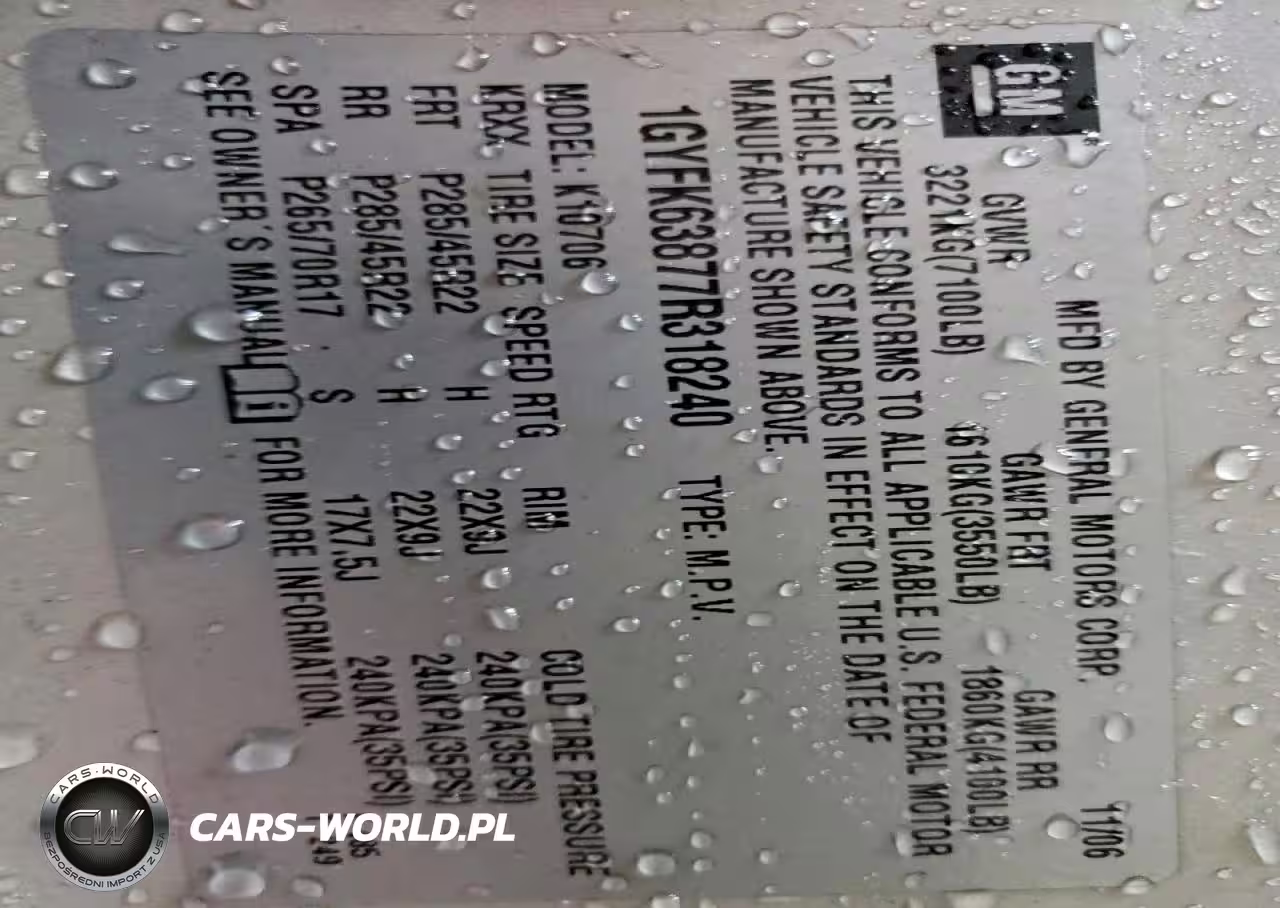 GM
MFD BY GENERAL MOTORS CORP. 11/06
GVWR GAWR FRT GAWR RR
3221KG(7100LB) 1610KG(3550LB) 1860KG(4100LB)
THIS VEHICLE CONFORMS TO ALL APPLICABLE U.S. FEDERAL MOTOR
VEHICLE SAFETY STANDARDS IN EFFECT ON THE DATE OF
MANUFACTURE SHOWN ABOVE.
1GYFK63877R318240 TYPE: M.P.V.
MODEL: K10706
KRXX TIRE SIZE SPEED RTG RIM COLD TIRE PRESSURE
FRT P285/45R22 H 22X9J 240KPA(35PSI)
RR P285/45R22 H 22X9J 240KPA(35PSI)
SPA P265/70R17 S 17X7.5J 240KPA(35PSI)
SEE OWNER'S MANUAL FOR MORE INFORMATION.
CARS-WORLD
CW
BEZPOŚREDNI IMPORT Z USA
CARS-WORLD.PL